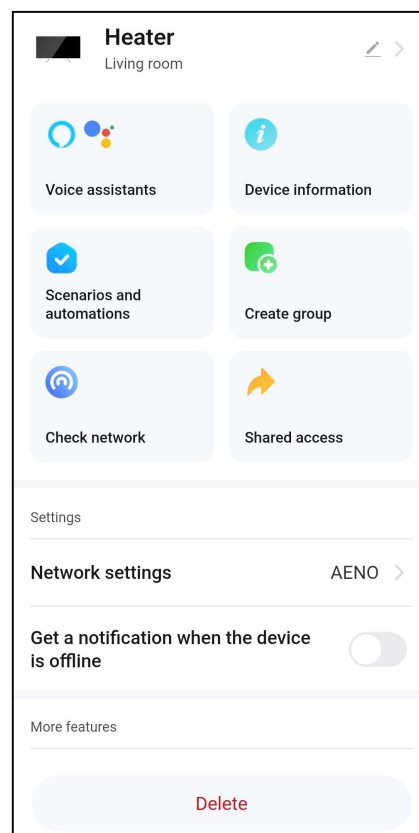 Heater
Living room
Voice assistants
Device information
Scenarios and
automations
Create group
Check network
Shared access
Settings
Network settings
AENO
Get a notification when the device
is offline
More features
Delete